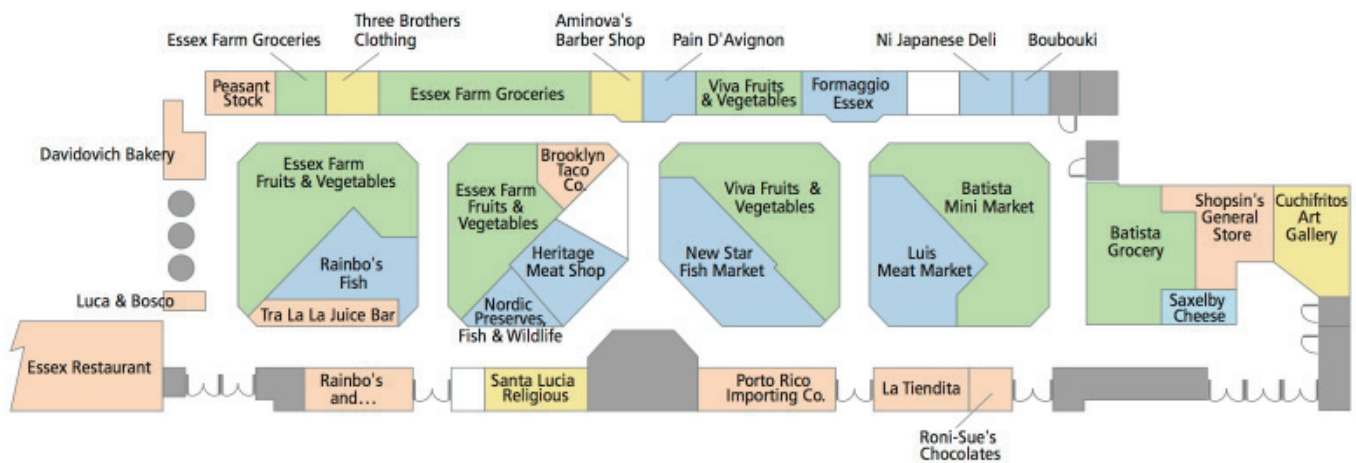 Essex Farm Groceries
Three Brothers
Clothing
Aminova's
Barber Shop
Pain D'Avignon
Ni Japanese Deli
Boubouki
Peasant
Stock
Essex Farm Groceries
Viva Fruits
& Vegetables
Formaggio
Essex
Davidovich Bakery
Essex Farm
Fruits & Vegetables
Rainbo's
Fish
Tra La La Juice Bar
Essex Farm
Fruits &
Vegetables
Brooklyn
Taco
Co.
Heritage
Meat Shop
Nordic
Preserves,
Fish & Wildlife
Viva Fruits &
Vegetables
New Star
Fish Market
Batista
Mini Market
Luis
Meat Market
Batista
Grocery
Shopsin's
General
Store
Cuchifritos
Art
Gallery
Saxelby
Cheese
Luca & Bosco
Essex Restaurant
Rainbo's
and...
Santa Lucia
Religious
Porto Rico
Importing Co.
La Tiendita
Roni-Sue's
Chocolates